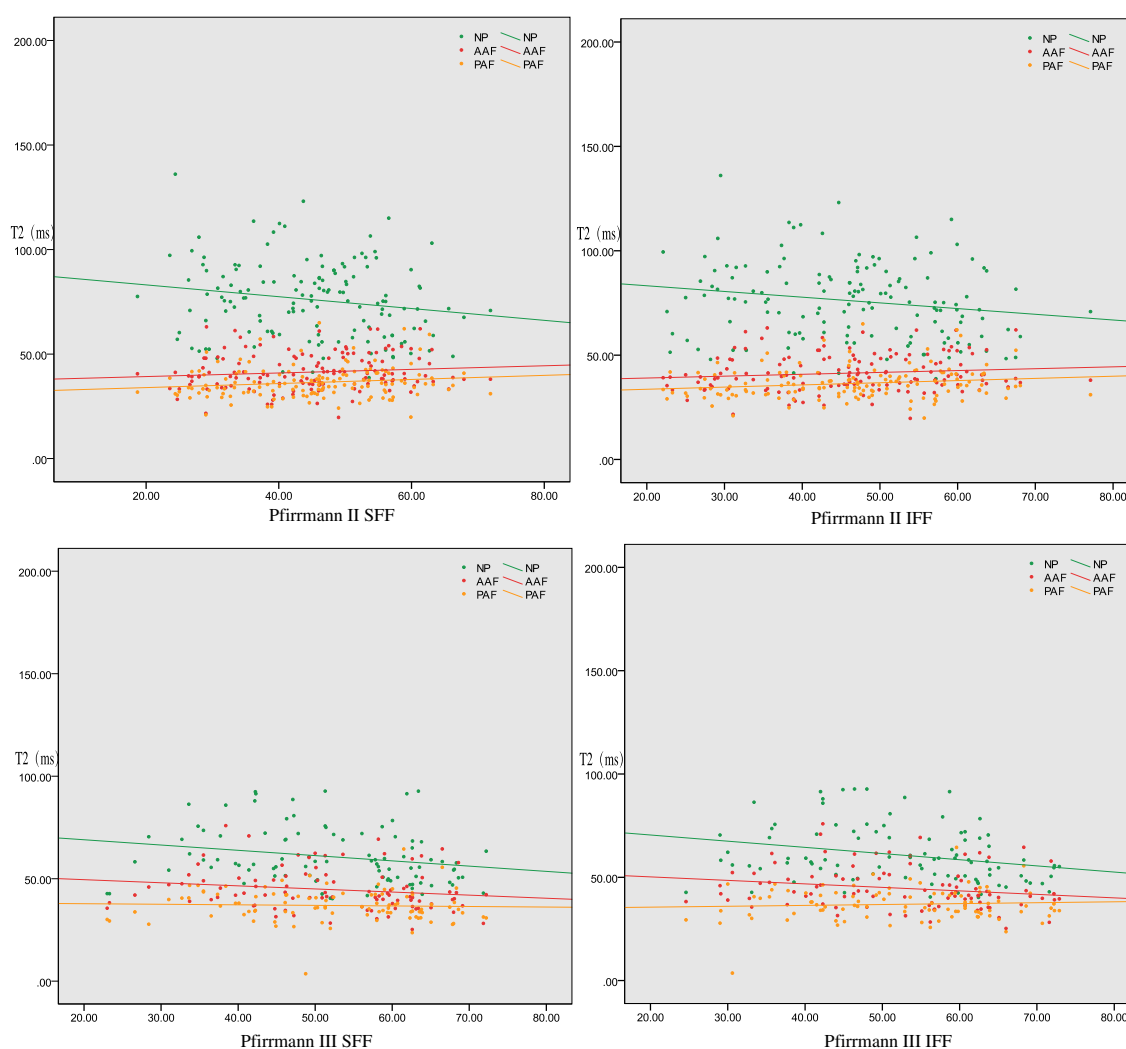 200.00
NP NP
AAF AAF
PAF PAF
150.00
T2 (ms)
100.00
50.00
.00
20.00 40.00 60.00 80.00
Pfirrmann II SFF
200.00
NP NP
AAF AAF
PAF PAF
150.00
T2 (ms)
100.00
50.00
.00
20.00 30.00 40.00 50.00 60.00 70.00 80.00
Pfirrmann II IFF
200.00
NP NP
AAF AAF
PAF PAF
150.00
T2 (ms)
100.00
50.00
.00
20.00 30.00 40.00 50.00 60.00 70.00 80.00
Pfirrmann III SFF
200.00
NP NP
AAF AAF
PAF PAF
150.00
T2 (ms)
100.00
50.00
.00
20.00 30.00 40.00 50.00 60.00 70.00 80.00
Pfirrmann III IFF